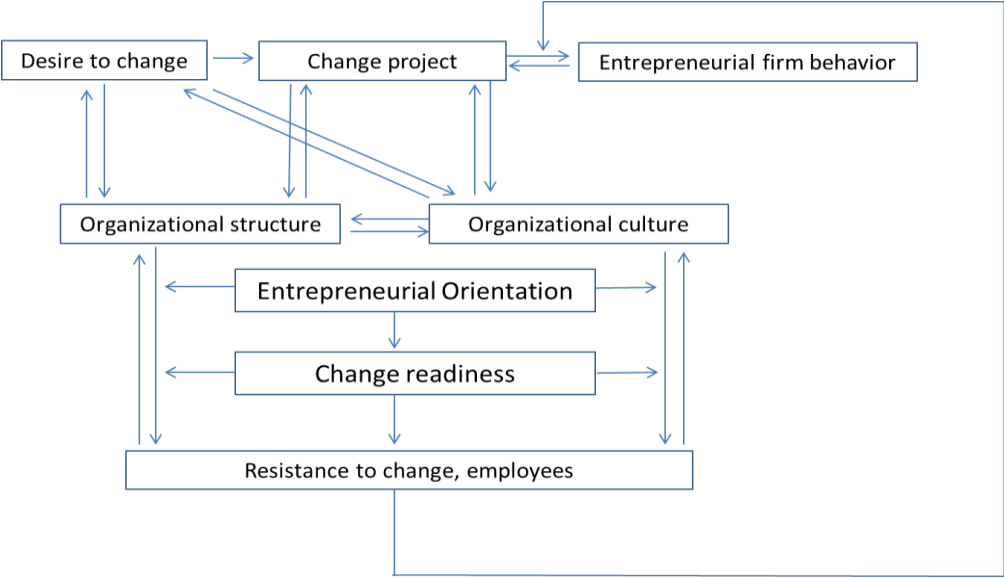 Desire to change
Change project
Entrepreneurial firm behavior
Organizational structure
Organizational culture
Entrepreneurial Orientation
Change readiness
Resistance to change, employees